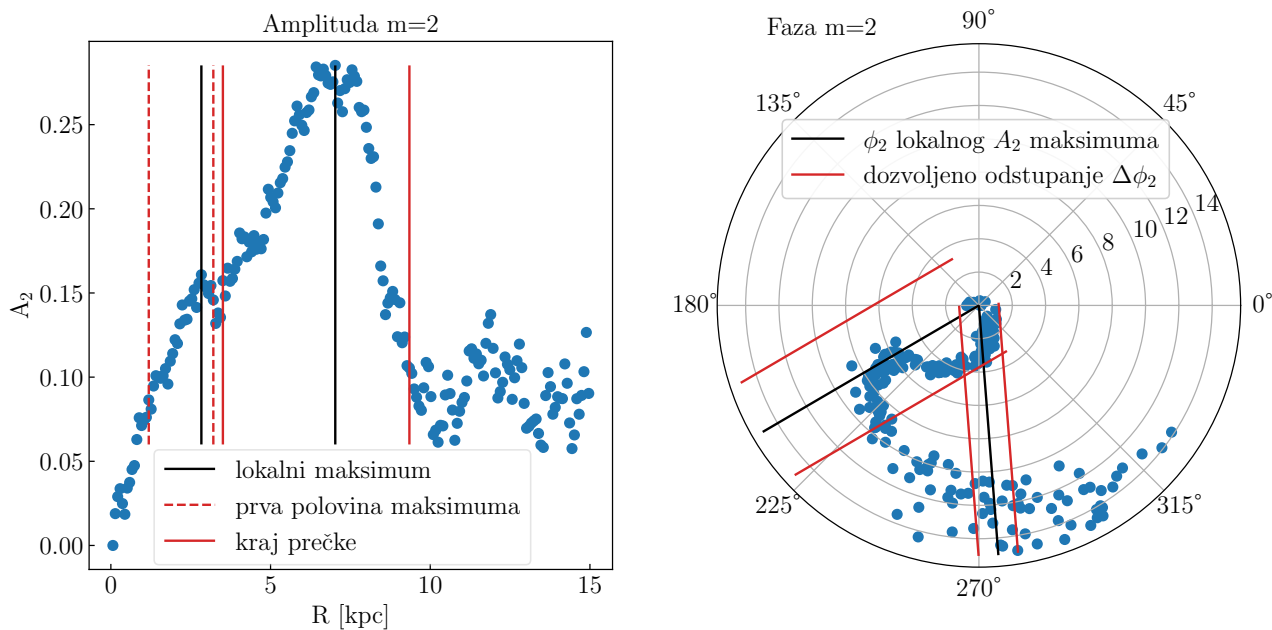 Amplituda m=2
A₂
0.25
0.20
0.15
0.10
0.05
0.00
lokalni maksimum
prva polovina maksimuma
kraj prečke
0
5
10
15
R [kpc]
Faza m=2
90°
135°
45°
ϕ₂ lokalnog A₂ maksimuma
dozvoljeno odstupanje Δϕ₂
180°
0°
2
4
6
8
10
12
14
225°
315°
270°